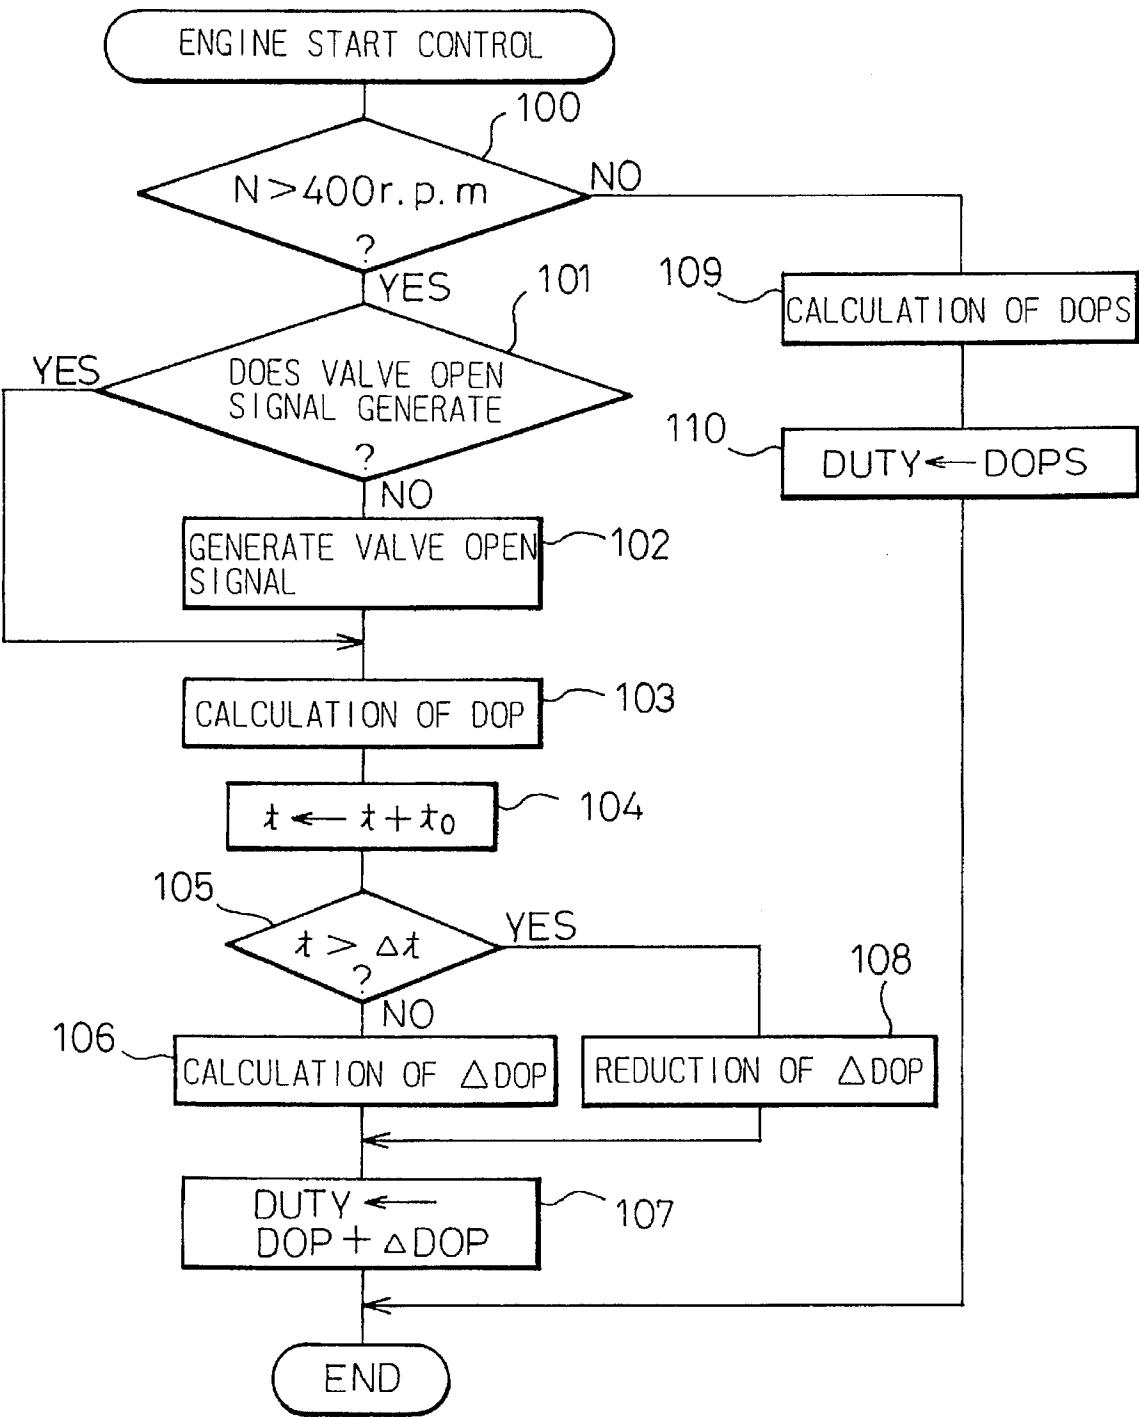 ENGINE START CONTROL
100
N>400r.p.m
?
NO
YES
101
109
CALCULATION OF DOPS
YES
DOES VALVE OPEN
SIGNAL GENERATE
?
NO
110
DUTY ← DOPS
GENERATE VALVE OPEN
SIGNAL
102
CALCULATION OF DOP
103
t ← t + t0
104
105
t > Δt
?
YES
NO
106
CALCULATION OF ΔDOP
108
REDUCTION OF ΔDOP
DUTY ←
DOP + ΔDOP
107
END